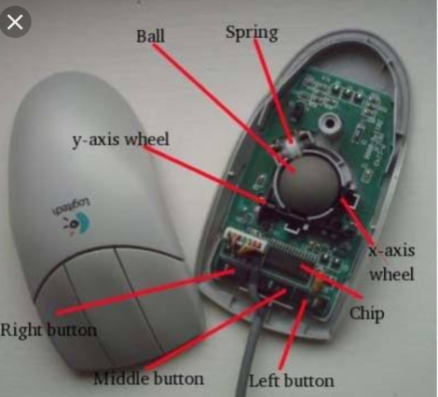 Ball
Spring
y-axis wheel
Logitech
x-axis
wheel
Chip
Right button
Middle button
Left button